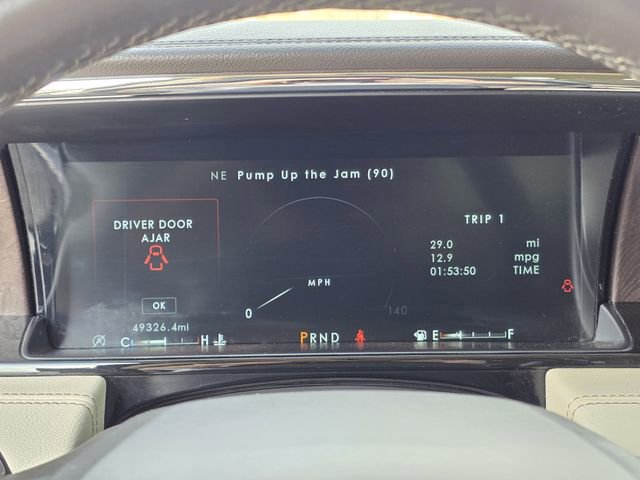 NE Pump Up the Jam (90)
DRIVER DOOR
AJAR
OK
49326.4mi
MPH
0
140
TRIP 1
29.0 mi
12.9 mpg
01:53:50 TIME
C H
PRND
E F